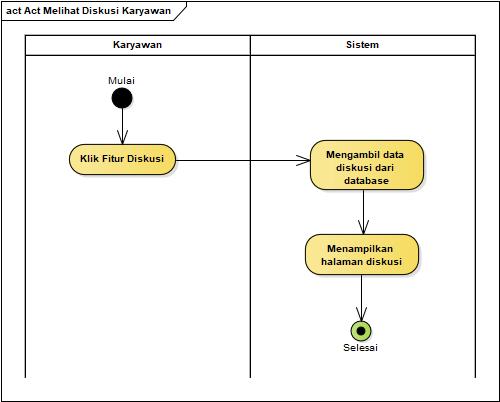 act Act Melihat Diskusi Karyawan
Karyawan
Sistem
Mulai
Klik Fitur Diskusi
Mengambil data
diskusi dari
database
Menampilkan
halaman diskusi
Selesai